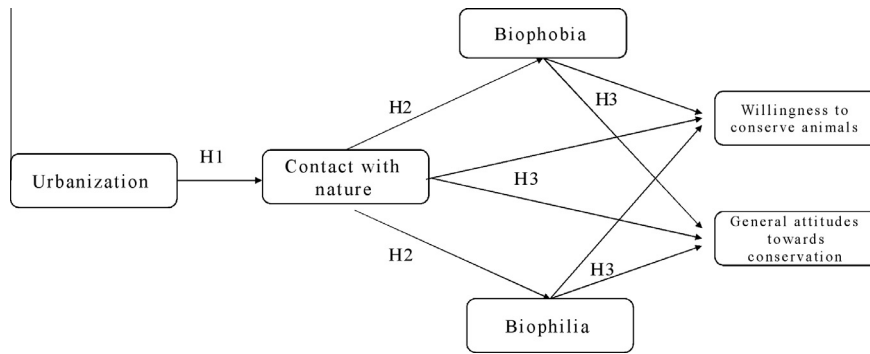 Biophobia
H2
H3
Willingness to
conserve animals
H1
Urbanization
Contact with
nature
H3
General attitudes
towards
conservation
H2
H3
Biophilia